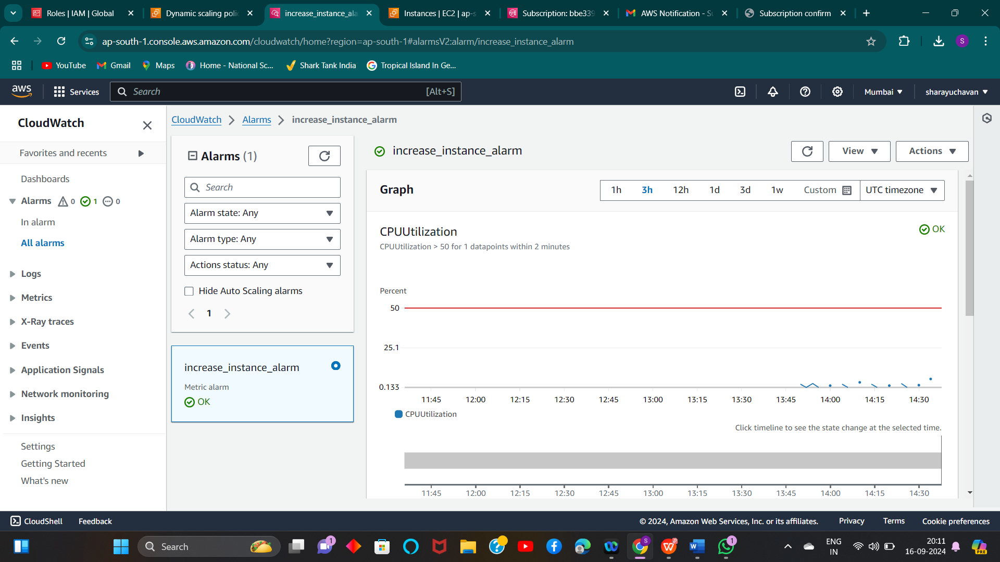 Roles | IAM | Global
Dynamic scaling poli
increase_instance_ala
Instances | EC2 | ap-s
Subscription: bbe339
AWS Notification - Su
Subscription confirm
ap-south-1.console.aws.amazon.com/cloudwatch/home?region=ap-south-1#alarmsV2:alarm/increase_instance_alarm
S
YouTube
Gmail
Maps
Home - National Sc...
Shark Tank India
Tropical Island In Ge...
aws
Services
Search
[Alt+S]
Mumbai
sharayuchavan
CloudWatch
Favorites and recents
Dashboards
Alarms 0 1 0
In alarm
All alarms
Logs
Metrics
X-Ray traces
Events
Application Signals
Network monitoring
Insights
Settings
Getting Started
What's new
CloudWatch
Alarms
increase_instance_alarm
Alarms (1)
Search
Alarm state: Any
Alarm type: Any
Actions status: Any
Hide Auto Scaling alarms
1
increase_instance_alarm
Metric alarm
OK
increase_instance_alarm
View
Actions
Graph
1h 3h 12h 1d 3d 1w Custom UTC timezone
CPUUtilization
OK
CPUUtilization > 50 for 1 datapoints within 2 minutes
Percent
50
25.1
0.133
11:45 12:00 12:15 12:30 12:45 13:00 13:15 13:30 13:45 14:00 14:15 14:30
CPUUtilization
Click timeline to see the state change at the selected time.
11:45 12:00 12:15 12:30 12:45 13:00 13:15 13:30 13:45 14:00 14:15 14:30
CloudShell
Feedback
© 2024, Amazon Web Services, Inc. or its affiliates.
Privacy
Terms
Cookie preferences
Search
1
S
1
PRE
ENG
IN
20:11
16-09-2024